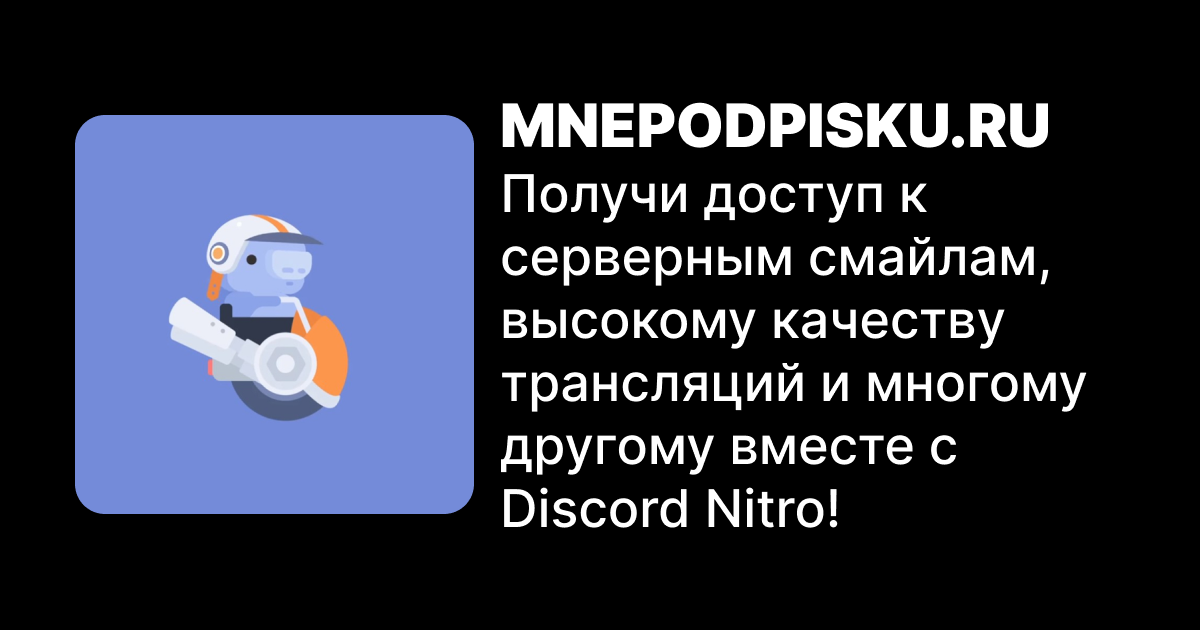 MNEPODPISKU.RU
Получи доступ к
серверным смайлам,
высокому качеству
трансляций и многому
другому вместе с
Discord Nitro!